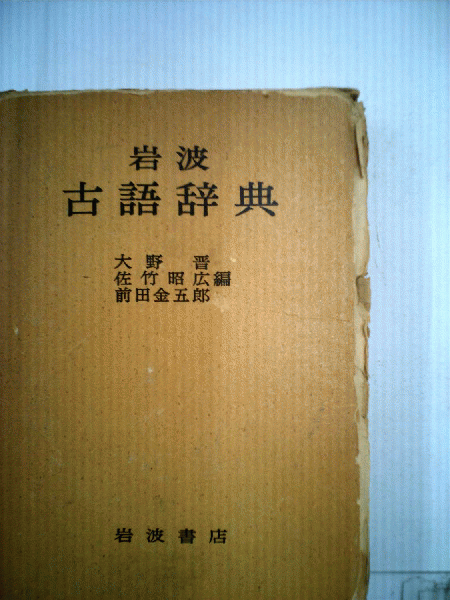 岩波
古語辞典
大野 晋
佐竹昭広編
前田金五郎
岩波書店